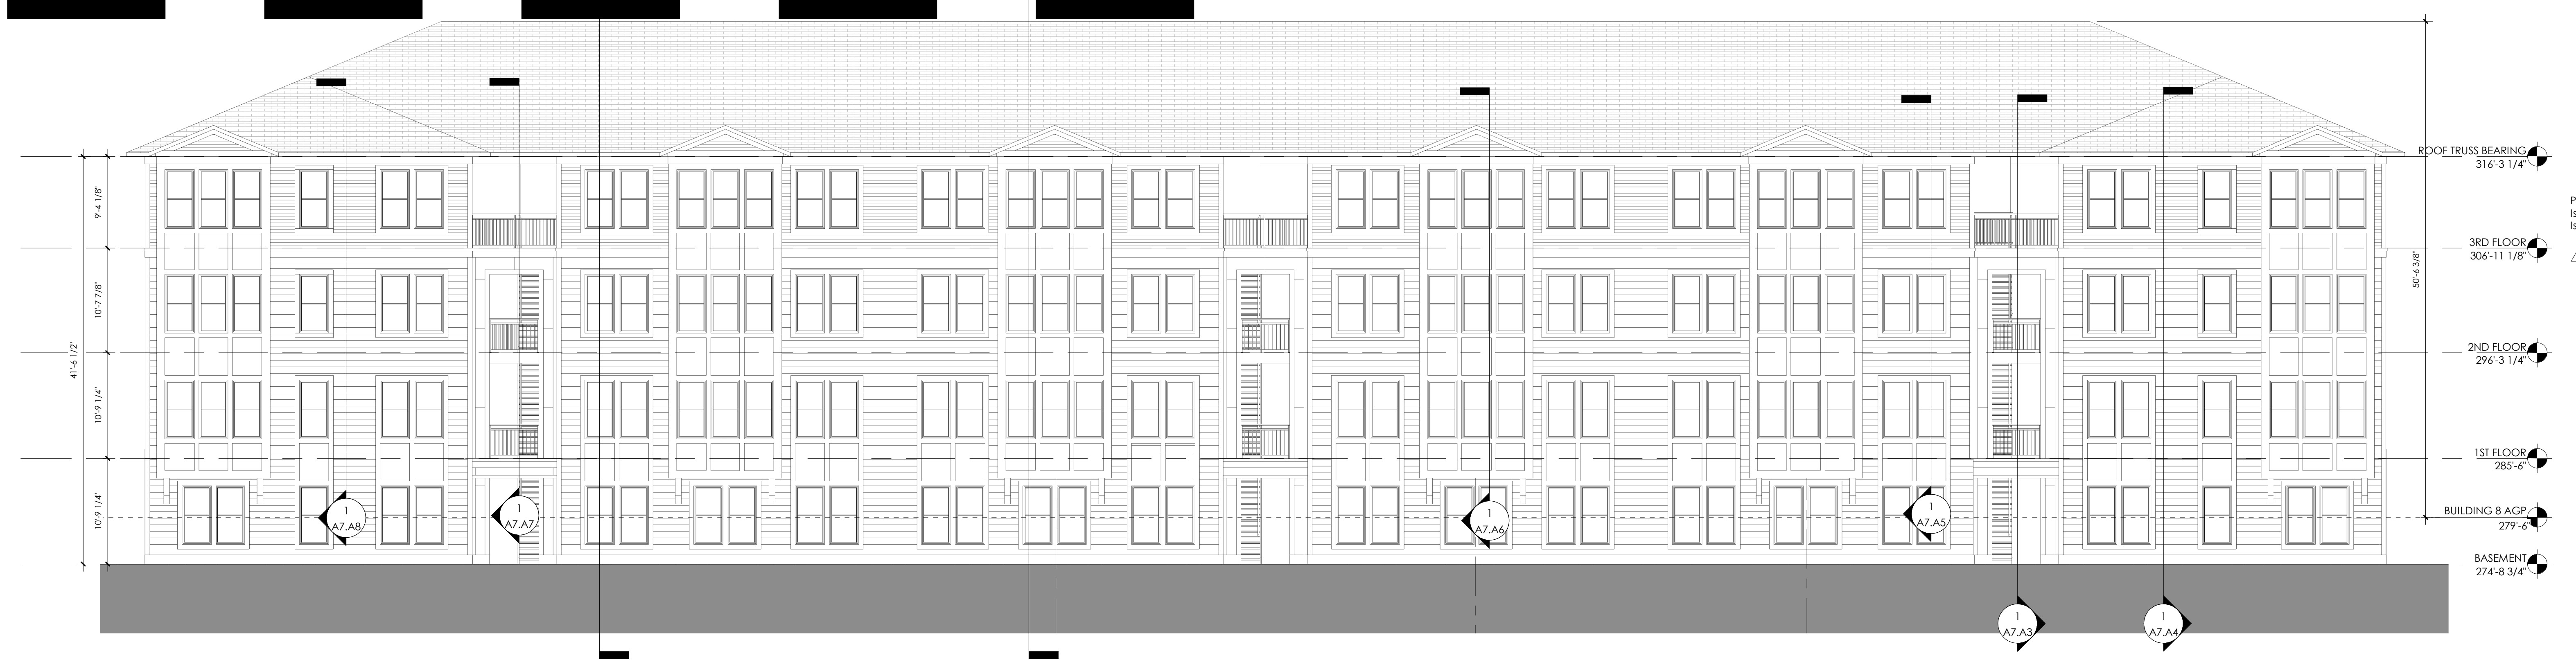 ROOF TRUSS BEARING
316'-3 1/4"
3RD FLOOR
306'-11 1/8"
2ND FLOOR
296'-3 1/4"
1ST FLOOR
285'-6"
BUILDING 8 AGP
279'-6"
BASEMENT
274'-8 3/4"
50'-6 3/8"
9'-4 1/8"
10'-7 7/8"
10'-9 1/4"
10'-9 1/4"
41'-6 1/2"
1
A7.A8
1
A7.A7
1
A7.A6
1
A7.A5
1
A7.A3
1
A7.A4
P
Is
Is